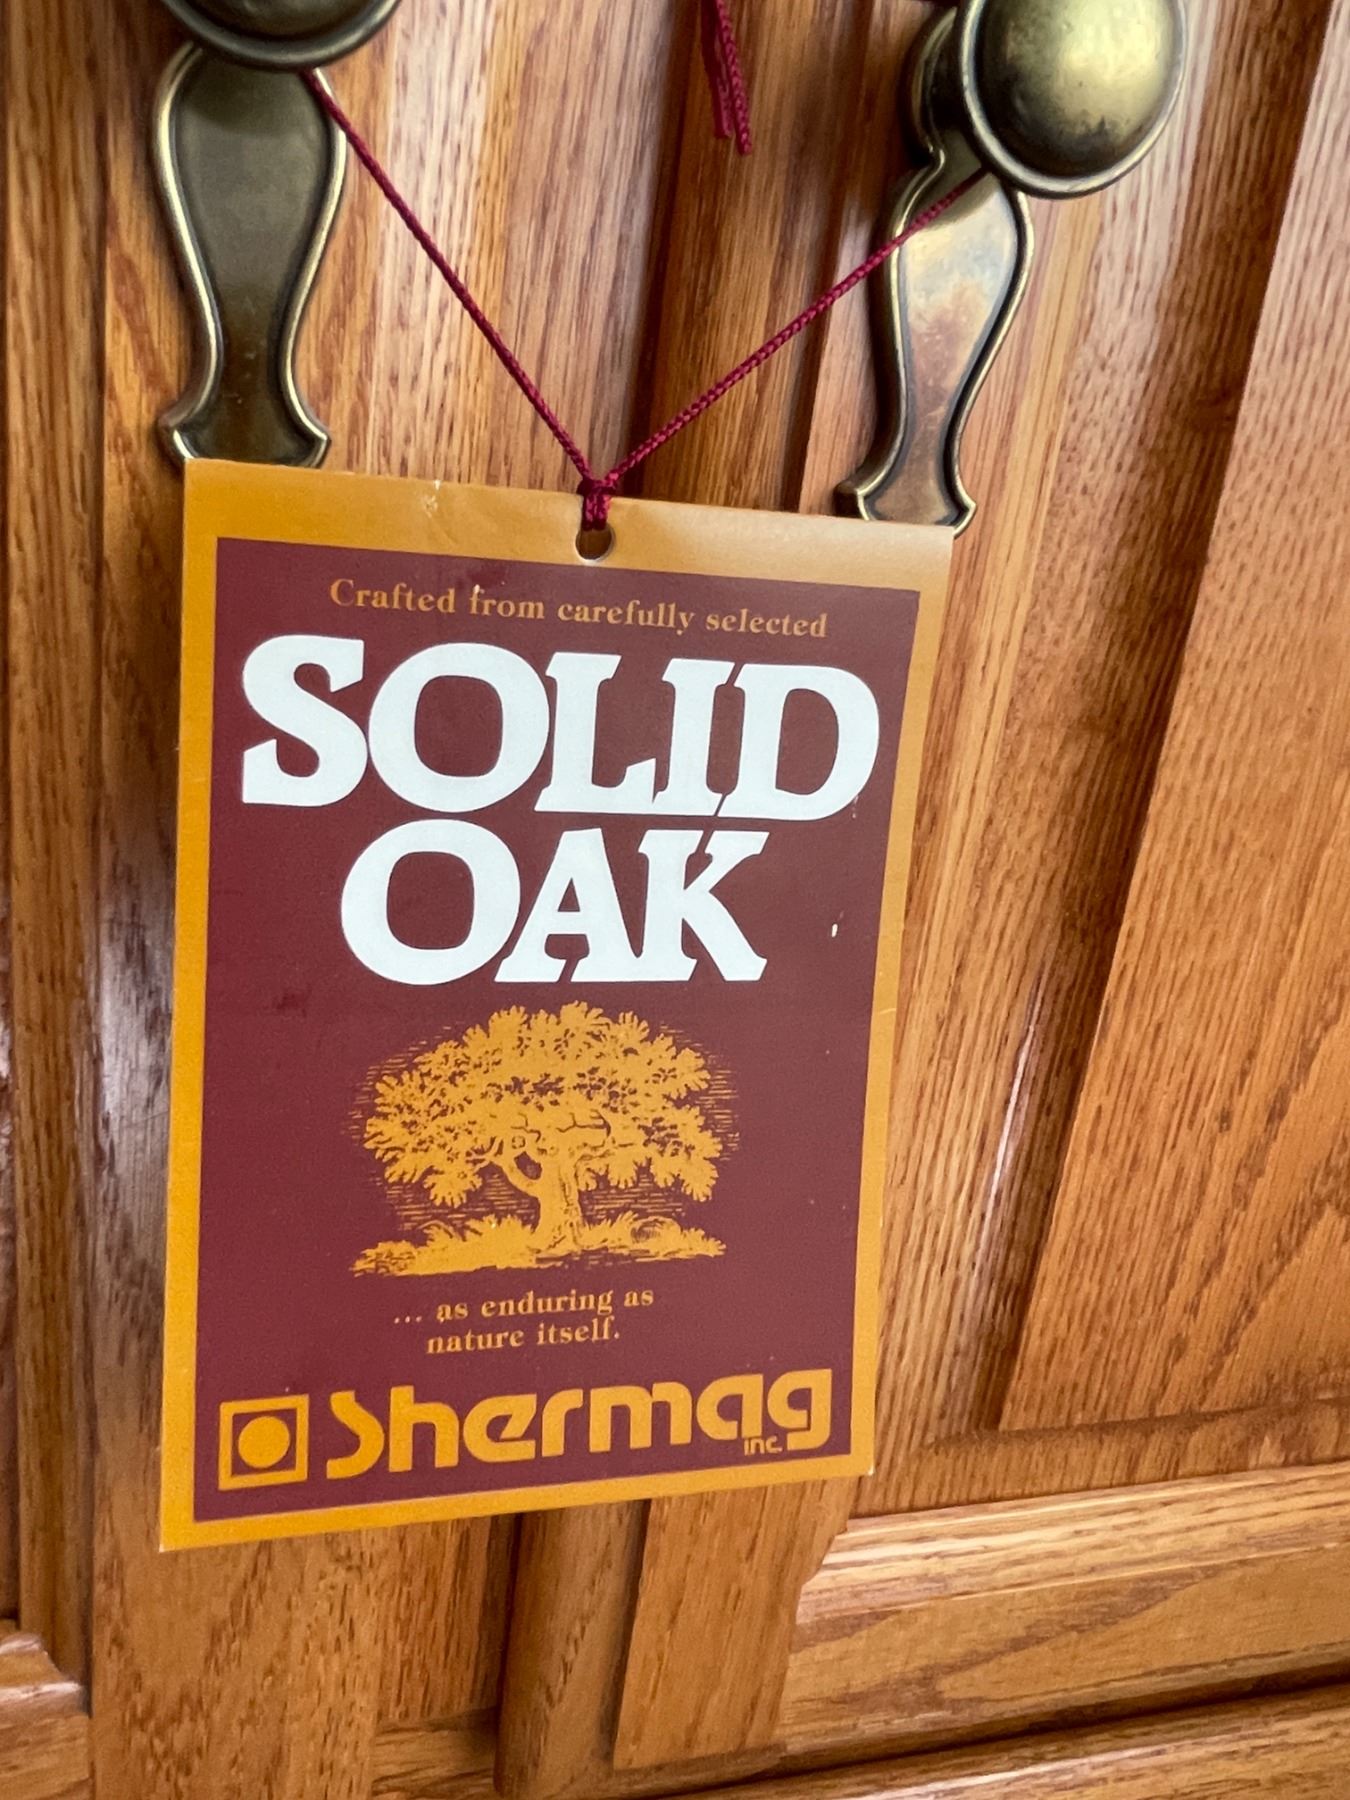 Crafted from carefully selected
SOLID
OAK
... as enduring as
nature itself.
Shermag
inc.